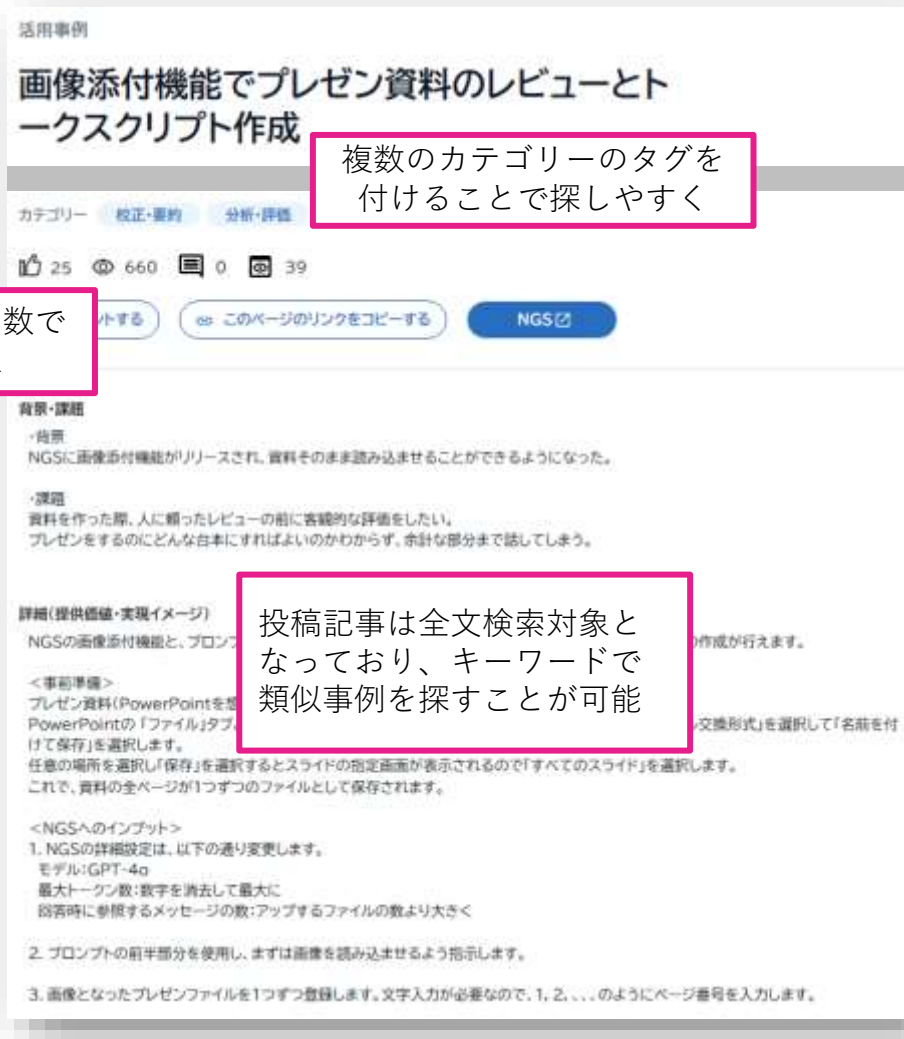 活用事例
画像添付機能でプレゼン資料のレビューとト
ークスクリプト作成
複数のカテゴリーのタグを
付けることで探しやすく
カテゴリー 校正・要約 分析・評価
25 660 0 39
数で
トする このページのリンクをコピーする NGS
背景・課題
・背景
NGSに画像添付機能がリリースされ、資料そのまま読み込ませることができるようになった。
・課題
資料を作った際、人に頼ったレビューの前に客観的な評価をしたい。
プレゼンをするのにどんな台本にすればよいのかわからず、余計な部分まで話してしまう。
詳細(提供価値・実現イメージ)
投稿記事は全文検索対象と
なっており、キーワードで
類似事例を探すことが可能
NGSの画像添付機能と、プロンプ の作成が行えます。
<事前準備>
プレゼン資料(PowerPointを想
PowerPointの「ファイル」タブ 交換形式」を選択して「名前を付
けて保存」を選択します。
任意の場所を選択し「保存」を選択するとスライドの指定画面が表示されるので「すべてのスライド」を選択します。
これで、資料の全ページが1つずつのファイルとして保存されます。
<NGSへのインプット>
1. NGSの詳細設定は、以下の通り変更します。
モデル:GPT-4o
最大トークン数:数字を消去して最大に
回答時に参照するメッセージの数:アップするファイルの数より大きく
2. プロンプトの前半部分を使用し、まずは画像を読み込ませるよう指示します。
3. 画像となったプレゼンファイルを1つずつ登録します。文字入力が必要なので、1, 2, . . . .のようにページ番号を入力します。